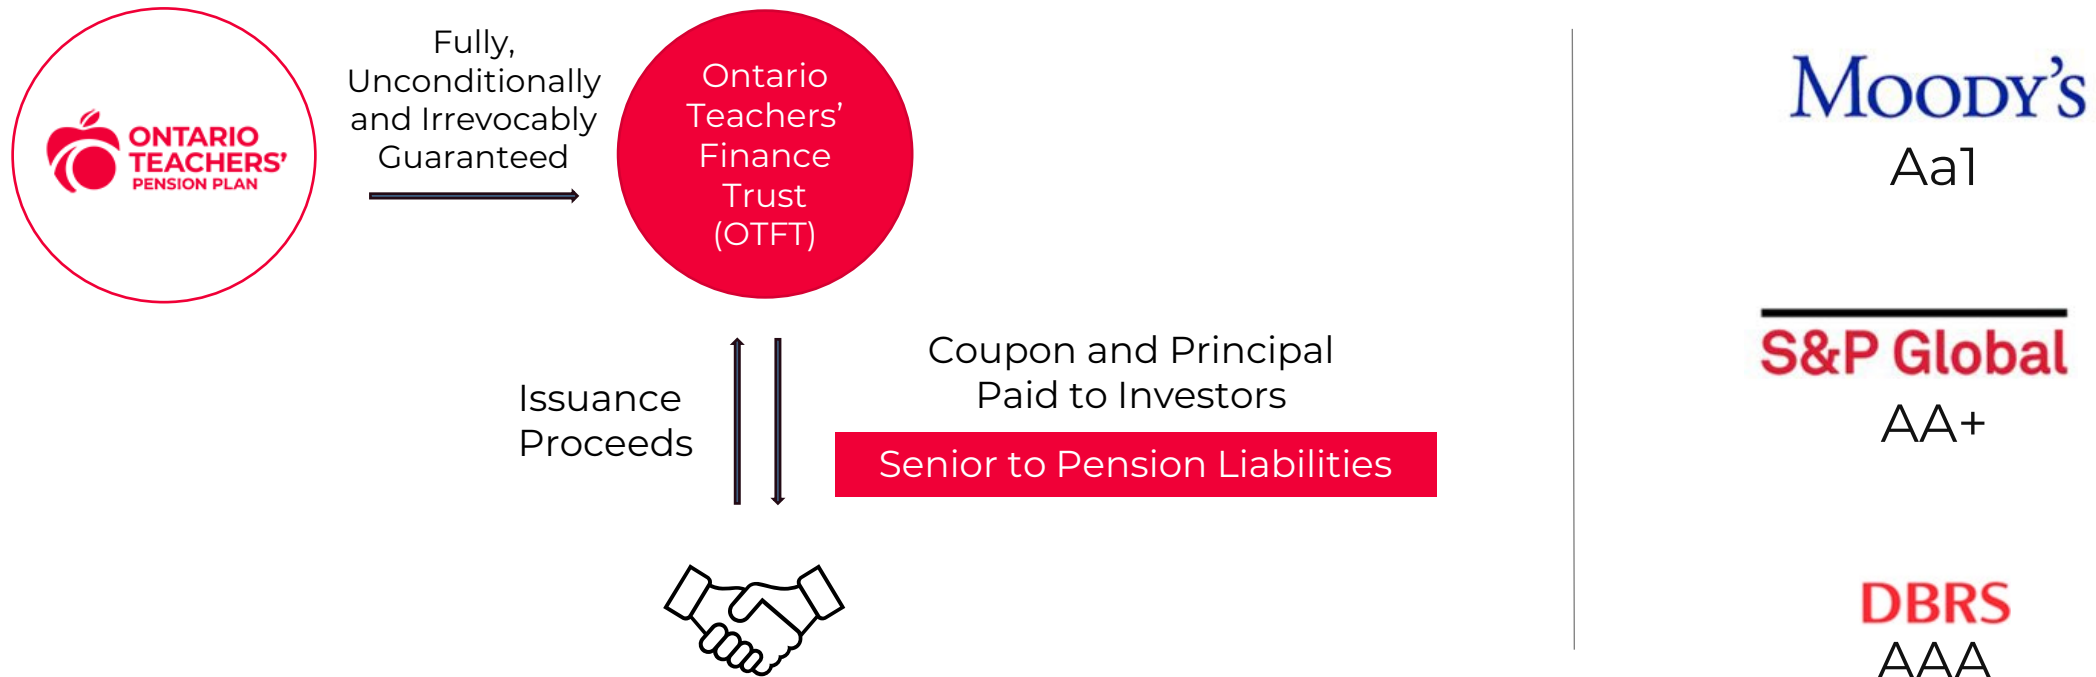 ONTARIO
TEACHERS'
PENSION PLAN
Fully,
Unconditionally
and Irrevocably
Guaranteed
Ontario
Teachers’
Finance
Trust
(OTFT)
Issuance
Proceeds
Coupon and Principal
Paid to Investors
Senior to Pension Liabilities
MOODY’S
Aa1
S&P Global
AA+
DBRS
AAA